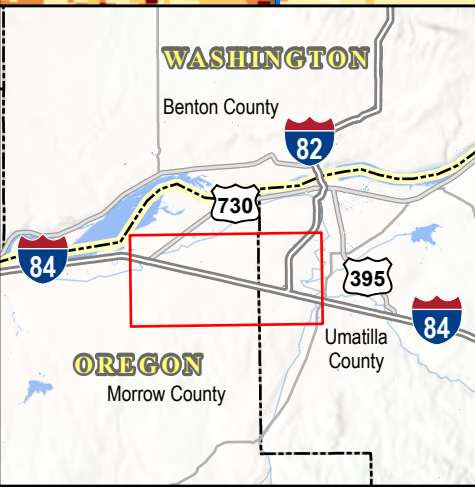 WASHINGTON
Benton County
82
730
84
395
84
Umatilla
County
OREGON
Morrow County